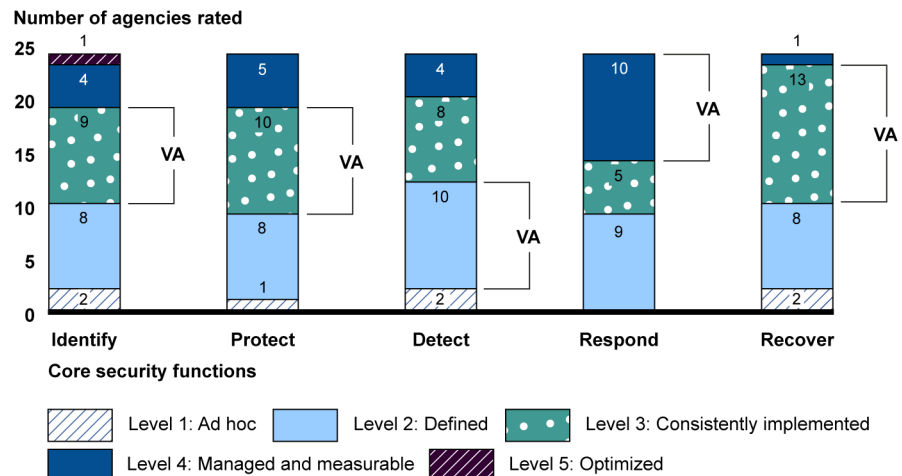 Number of agencies rated
25
20
15
10
5
0
1
4
9
8
2
VA
5
10
8
1
VA
4
8
10
2
VA
10
5
9
VA
1
13
8
2
VA
Identify
Protect
Detect
Respond
Recover
Core security functions
Level 1: Ad hoc
Level 2: Defined
Level 3: Consistently implemented
Level 4: Managed and measurable
Level 5: Optimized